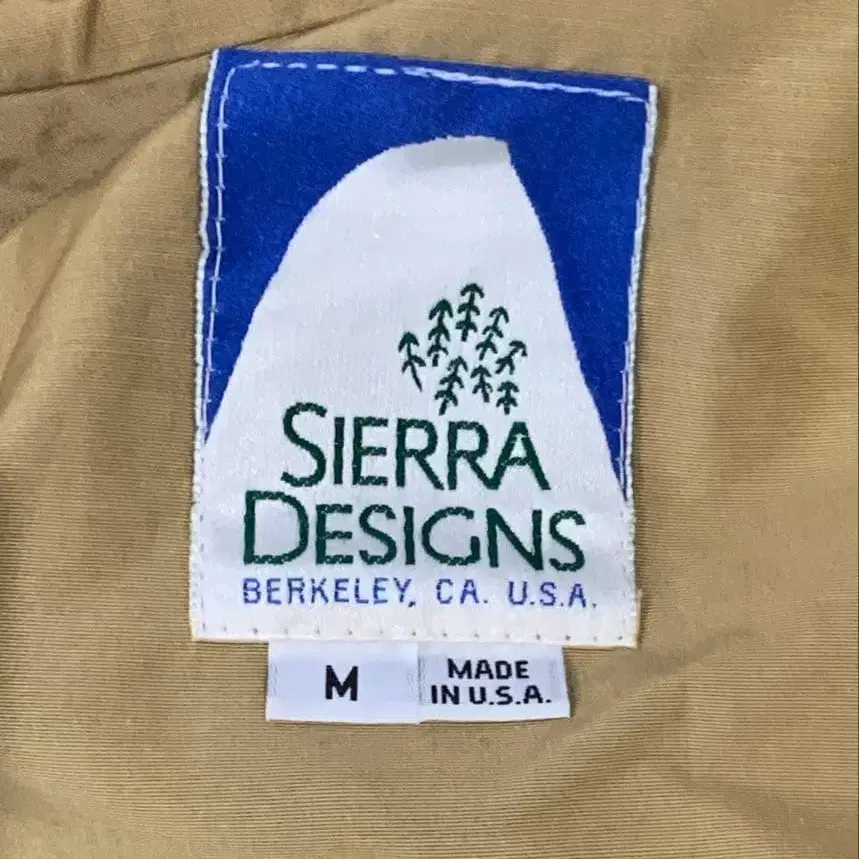 SIERRA
DESIGNS
BERKELEY, CA. U.S.A.
M
MADE
IN U.S.A.